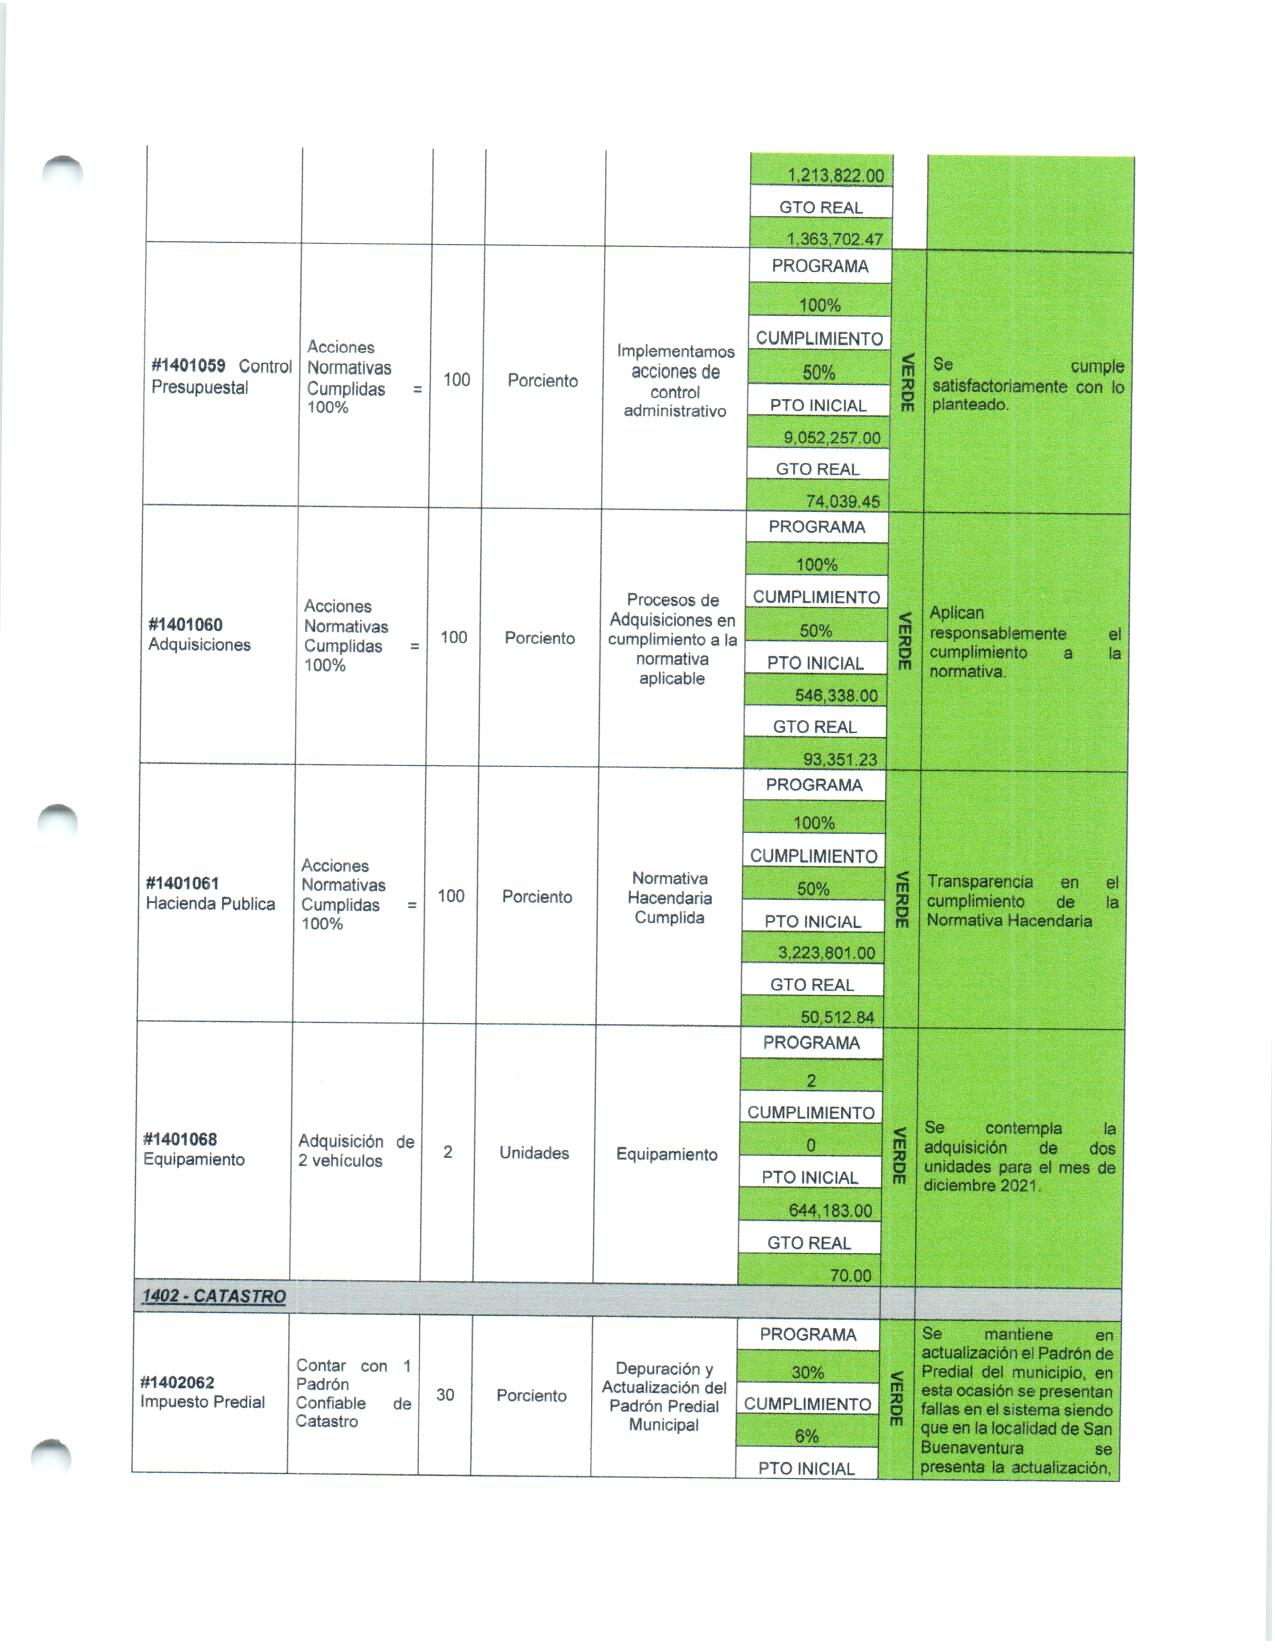 1,213,822.00
GTO REAL
1,363,702.47
#1401059 Control
Presupuestal
Acciones
Normativas
Cumplidas =
100%
100
Porciento
Implementamos
acciones de
control
administrativo
PROGRAMA
100%
CUMPLIMIENTO
50%
PTO INICIAL
9,052,257.00
GTO REAL
74,039.45
VERDE
Se cumple
satisfactoriamente con lo
planteado.
#1401060
Adquisiciones
Acciones
Normativas
Cumplidas =
100%
100
Porciento
Procesos de
Adquisiciones en
cumplimiento a la
normativa
aplicable
PROGRAMA
100%
CUMPLIMIENTO
50%
PTO INICIAL
546,338.00
GTO REAL
93,351.23
VERDE
Aplican
responsablemente el
cumplimiento a la
normativa.
#1401061
Hacienda Publica
Acciones
Normativas
Cumplidas =
100%
100
Porciento
Normativa
Hacendaria
Cumplida
PROGRAMA
100%
CUMPLIMIENTO
50%
PTO INICIAL
3,223,801.00
GTO REAL
50,512.84
VERDE
Transparencia en el
cumplimiento de la
Normativa Hacendaria
#1401068
Equipamiento
Adquisición de
2 vehículos
2
Unidades
Equipamiento
PROGRAMA
2
CUMPLIMIENTO
0
PTO INICIAL
644,183.00
GTO REAL
70.00
VERDE
Se contempla la
adquisición de dos
unidades para el mes de
diciembre 2021.
1402 - CATASTRO
#1402062
Impuesto Predial
Contar con 1
Padrón
Confiable de
Catastro
30
Porciento
Depuración y
Actualización del
Padrón Predial
Municipal
PROGRAMA
30%
CUMPLIMIENTO
6%
PTO INICIAL
VERDE
Se mantiene en
actualización el Padrón de
Predial del municipio, en
esta ocasión se presentan
fallas en el sistema siendo
que en la localidad de San
Buenaventura se
presenta la actualización,